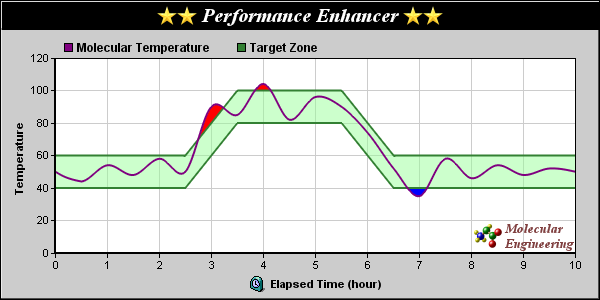 Performance Enhancer
Molecular Temperature
Target Zone
Temperature
120
100
80
60
40
20
0
0 1 2 3 4 5 6 7 8 9 10
Molecular
Engineering
Elapsed Time (hour)